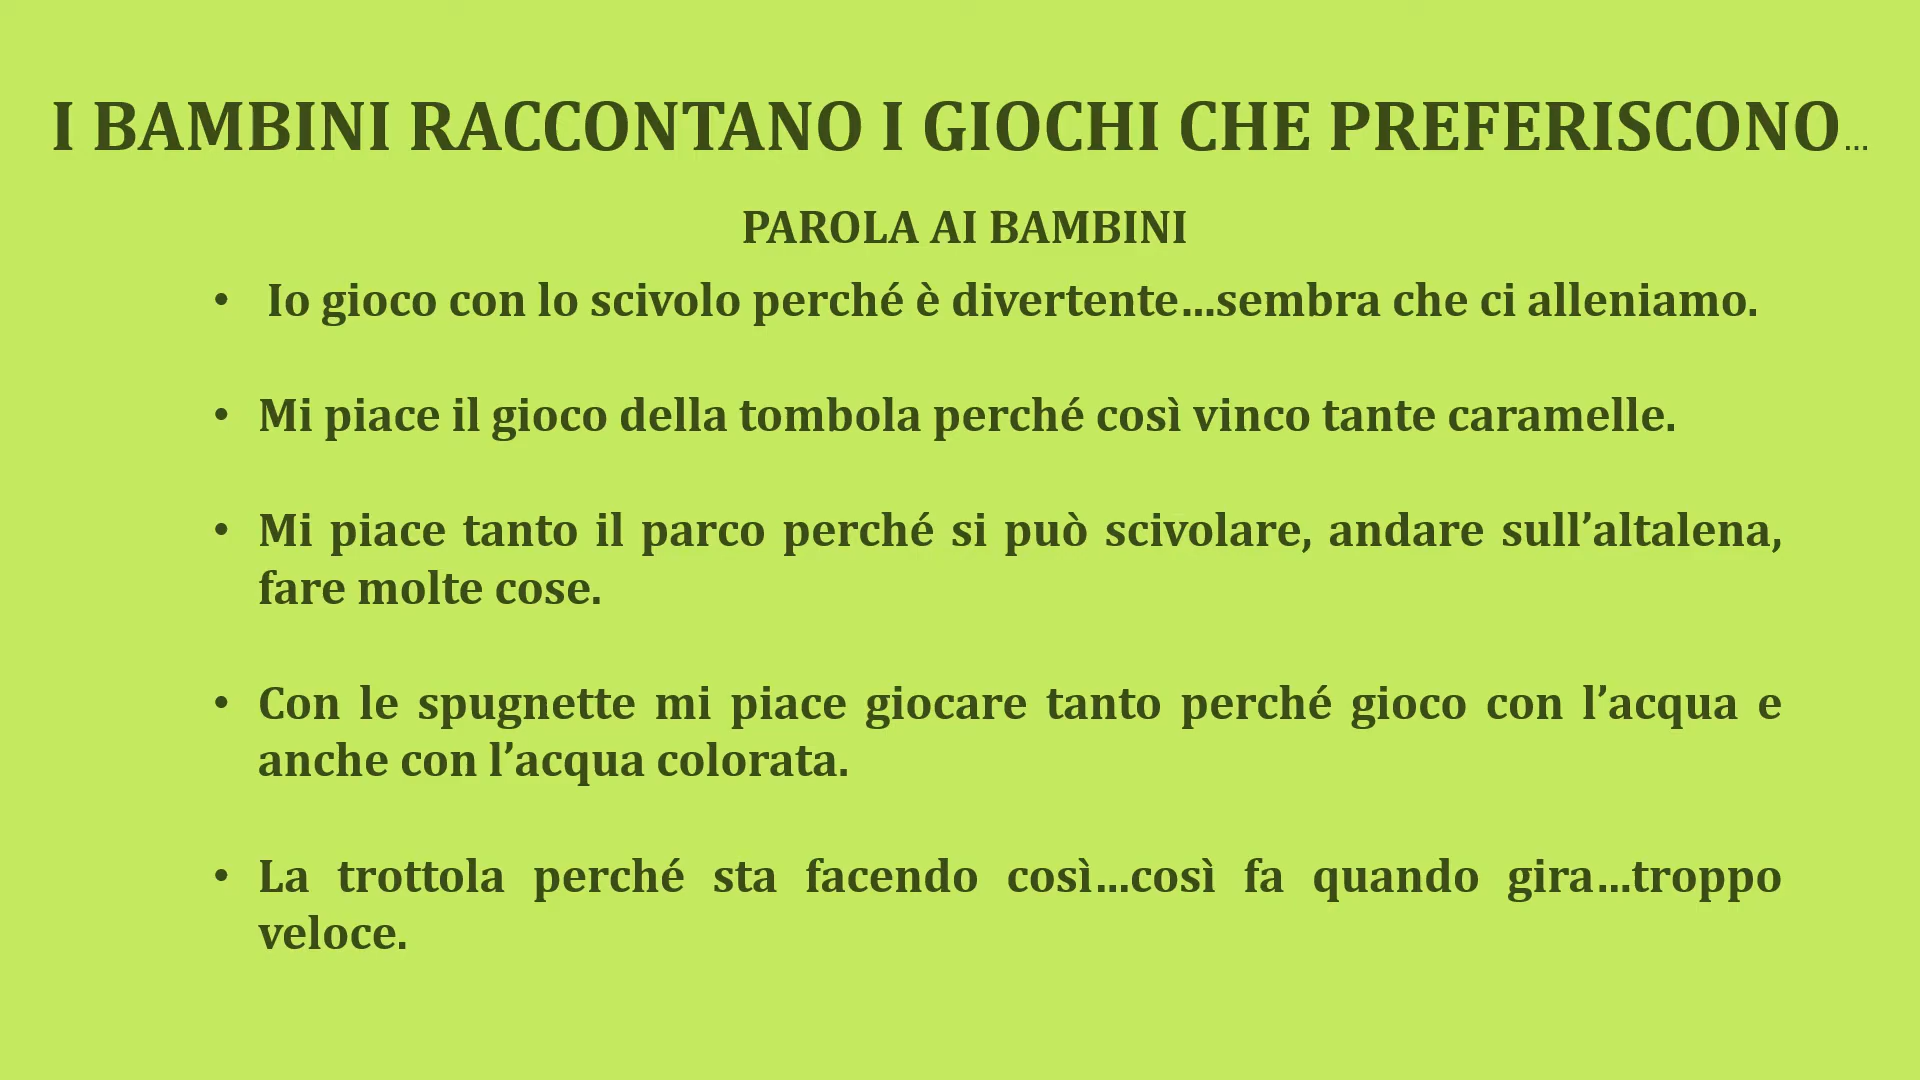 I BAMBINI RACCONTANO I GIOCHI CHE PREFERISCONO...
PAROLA AI BAMBINI
• Io gioco con lo scivolo perché è divertente...sembra che ci alleniamo.
• Mi piace il gioco della tombola perché così vinco tante caramelle.
• Mi piace tanto il parco perché si può scivolare, andare sull’altalena,
fare molte cose.
• Con le spugnette mi piace giocare tanto perché gioco con l’acqua e
anche con l’acqua colorata.
• La trottola perché sta facendo così...così fa quando gira...troppo
veloce.